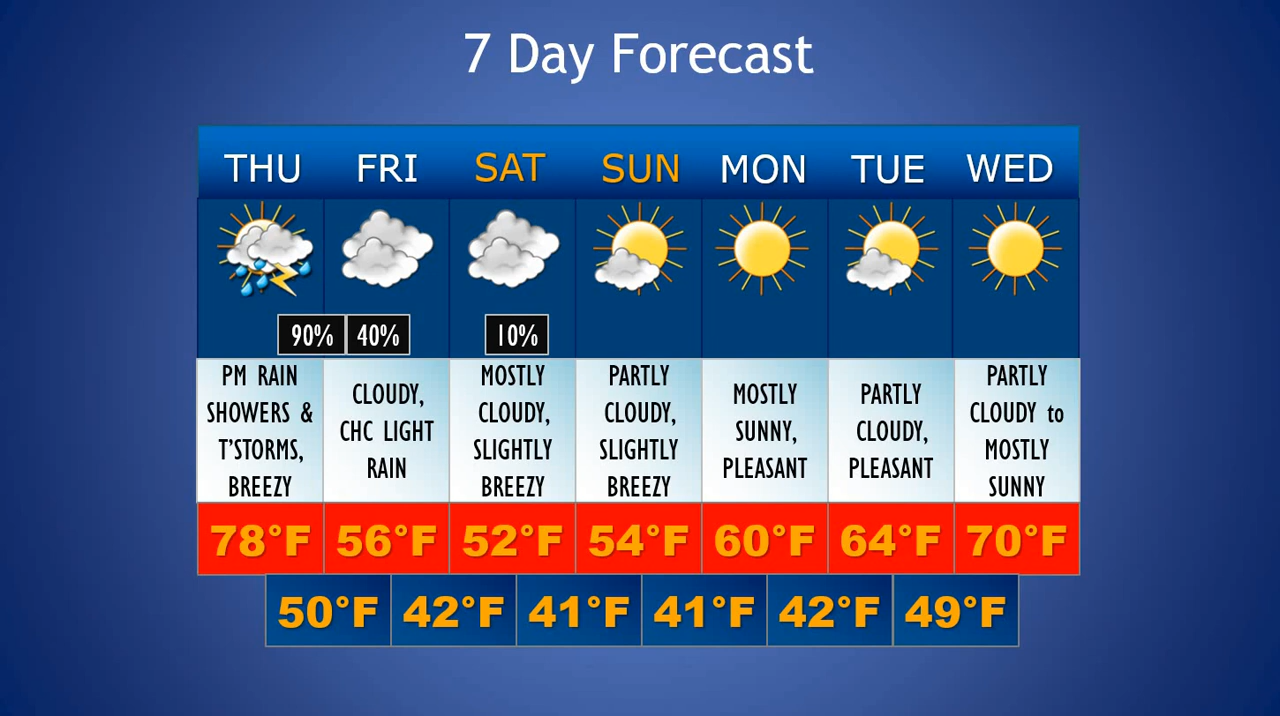 7 Day Forecast
THU FRI SAT SUN MON TUE WED
90% 40% 10%
PM RAIN
SHOWERS &
T'STORMS,
BREEZY
CLOUDY,
CHC LIGHT
RAIN
MOSTLY
CLOUDY,
SLIGHTLY
BREEZY
PARTLY
CLOUDY,
SLIGHTLY
BREEZY
MOSTLY
SUNNY,
PLEASANT
PARTLY
CLOUDY,
PLEASANT
PARTLY
CLOUDY to
MOSTLY
SUNNY
78°F 56°F 52°F 54°F 60°F 64°F 70°F
50°F 42°F 41°F 41°F 42°F 49°F